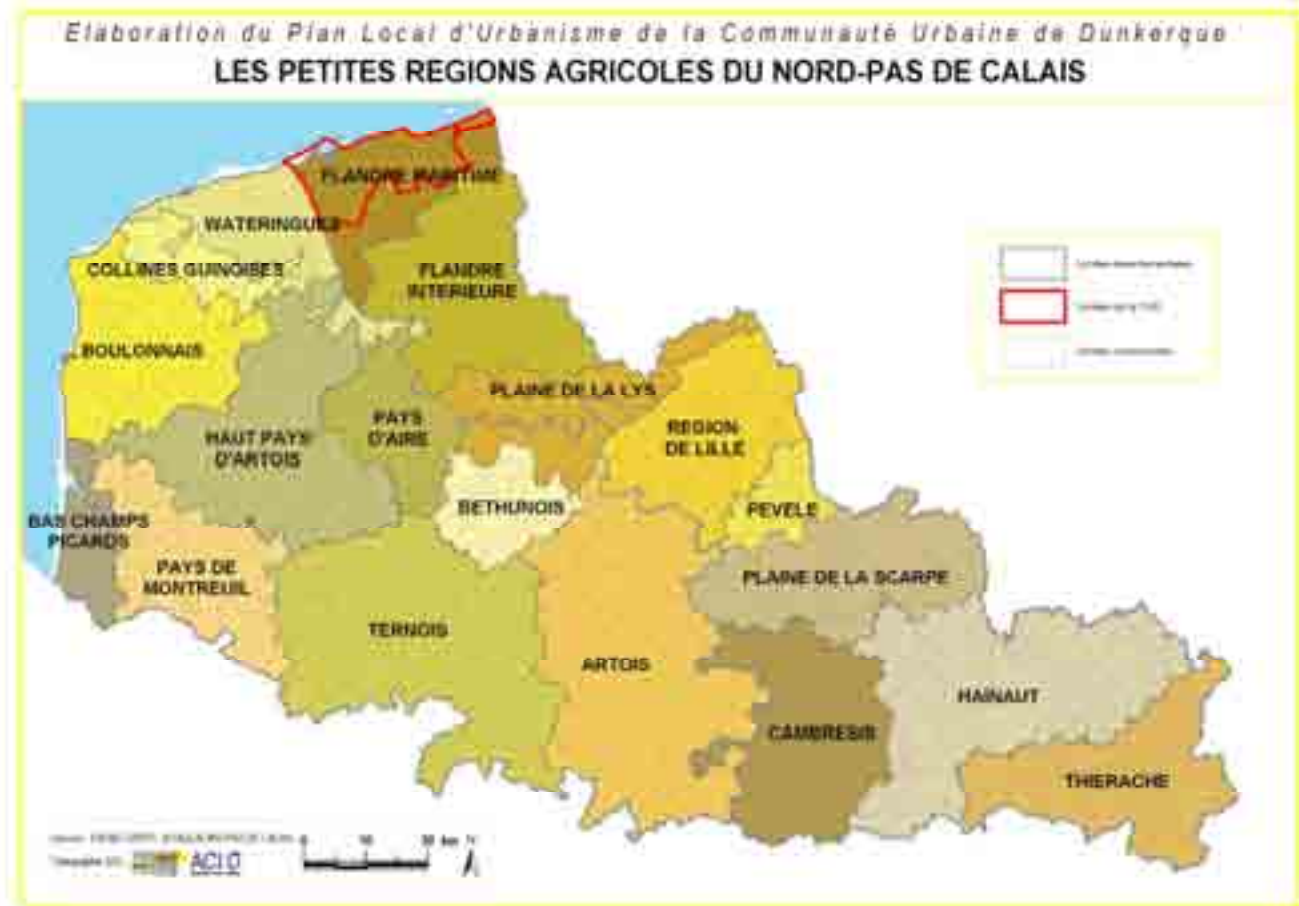 Elaboration du Plan Local d'Urbanisme de la Communauté Urbaine de Dunkerque
LES PETITES REGIONS AGRICOLES DU NORD-PAS DE CALAIS
FLANDRE MARITIME
WATERINGUES
COLLINES GUINOISES
FLANDRE
INTERIEURE
BOULONNAIS
PLAINE DE LA LYS
HAUT PAYS
D'ARTOIS
PAYS
D'AIRE
REGION
DE LILLE
BETHUNOIS
PEVELE
BAS CHAMPS
PICARDS
PAYS DE
MONTREUIL
PLAINE DE LA SCARPE
TERNOIS
ARTOIS
HAINAUT
CAMBRESIS
THIERACHE
0
km